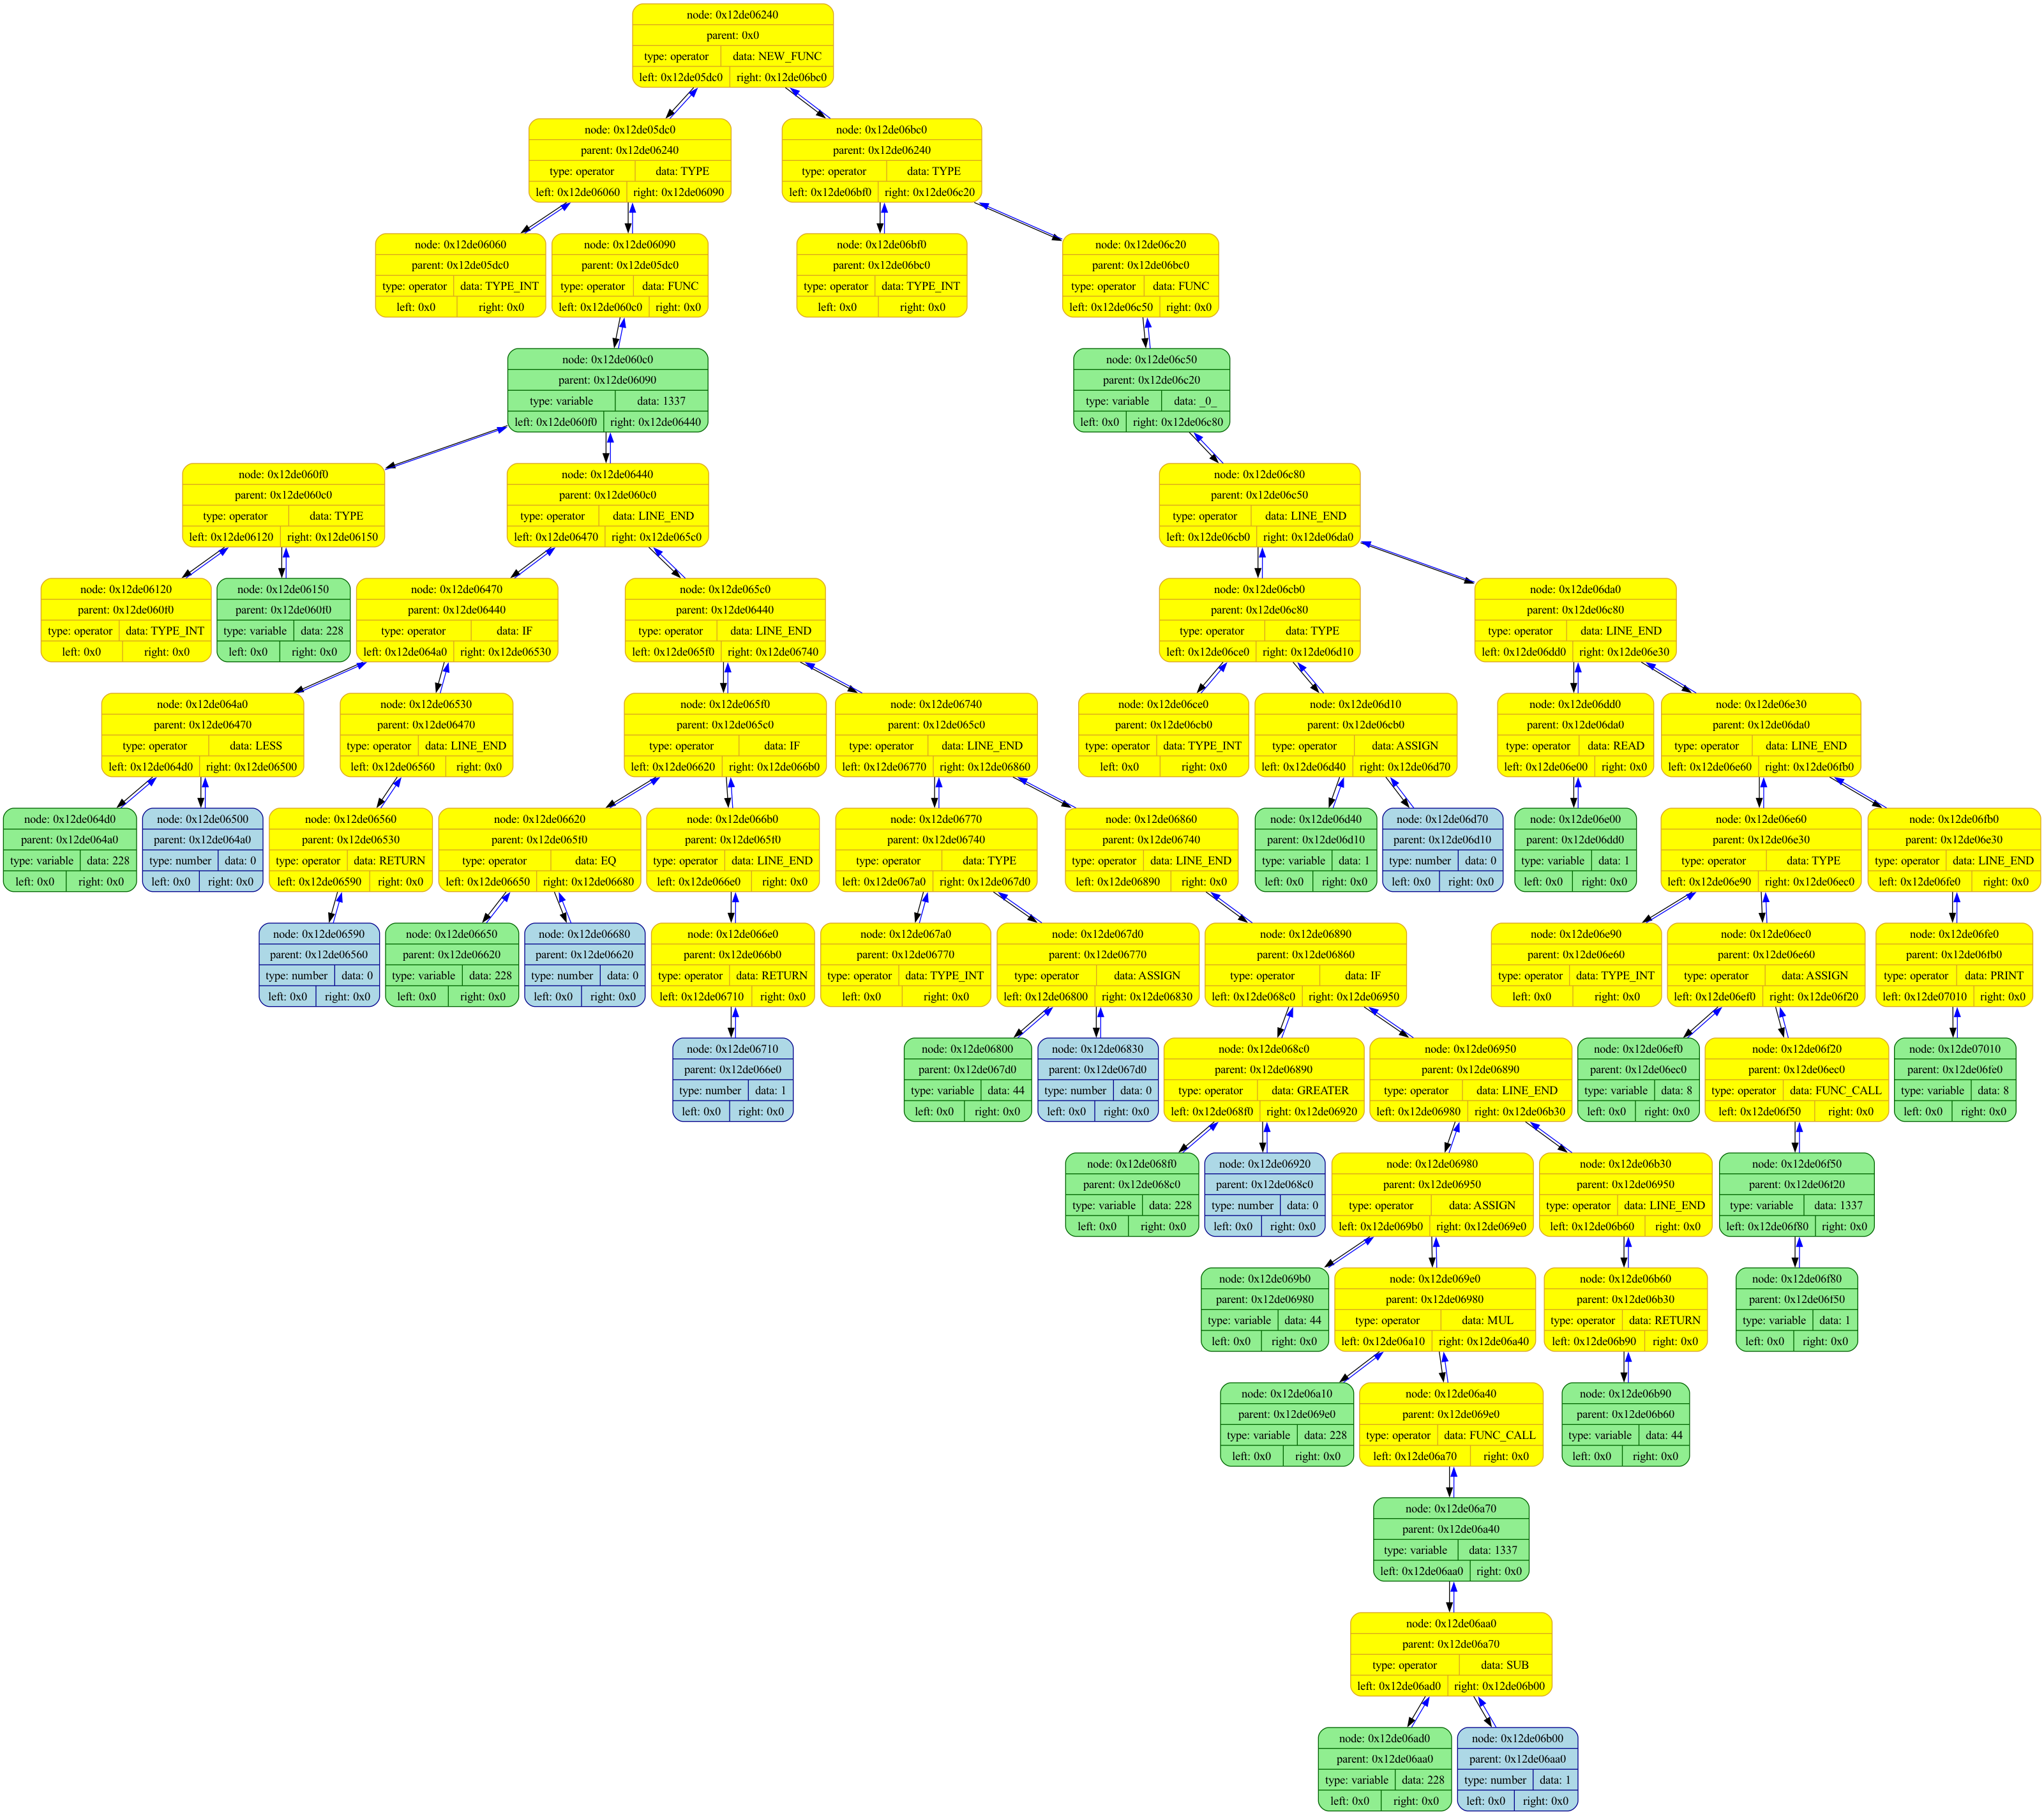 node: 0x12de06240
parent: 0x0
type: operator data: NEW_FUNC
left: 0x12de05dc0 right: 0x12de06bc0
node: 0x12de05dc0
parent: 0x12de06240
type: operator data: TYPE
left: 0x12de06060 right: 0x12de06090
node: 0x12de06bc0
parent: 0x12de06240
type: operator data: TYPE
left: 0x12de06bf0 right: 0x12de06c20
node: 0x12de06060
parent: 0x12de05dc0
type: operator data: TYPE_INT
left: 0x0 right: 0x0
node: 0x12de06090
parent: 0x12de05dc0
type: operator data: FUNC
left: 0x12de060c0 right: 0x0
node: 0x12de06bf0
parent: 0x12de06bc0
type: operator data: TYPE_INT
left: 0x0 right: 0x0
node: 0x12de06c20
parent: 0x12de06bc0
type: operator data: FUNC
left: 0x12de06c50 right: 0x0
node: 0x12de060c0
parent: 0x12de06090
type: variable data: 1337
left: 0x12de060f0 right: 0x12de06440
node: 0x12de06c50
parent: 0x12de06c20
type: variable data: _0_
left: 0x0 right: 0x12de06c80
node: 0x12de060f0
parent: 0x12de060c0
type: operator data: TYPE
left: 0x12de06120 right: 0x12de06150
node: 0x12de06440
parent: 0x12de060c0
type: operator data: LINE_END
left: 0x12de06470 right: 0x12de065c0
node: 0x12de06c80
parent: 0x12de06c50
type: operator data: LINE_END
left: 0x12de06cb0 right: 0x12de06da0
node: 0x12de06120
parent: 0x12de060f0
type: operator data: TYPE_INT
left: 0x0 right: 0x0
node: 0x12de06150
parent: 0x12de060f0
type: variable data: 228
left: 0x0 right: 0x0
node: 0x12de06470
parent: 0x12de06440
type: operator data: IF
left: 0x12de064a0 right: 0x12de06530
node: 0x12de065c0
parent: 0x12de06440
type: operator data: LINE_END
left: 0x12de065f0 right: 0x12de06740
node: 0x12de06cb0
parent: 0x12de06c80
type: operator data: TYPE
left: 0x12de06ce0 right: 0x12de06d10
node: 0x12de06da0
parent: 0x12de06c80
type: operator data: LINE_END
left: 0x12de06dd0 right: 0x12de06e30
node: 0x12de064a0
parent: 0x12de06470
type: operator data: LESS
left: 0x12de064d0 right: 0x12de06500
node: 0x12de06530
parent: 0x12de06470
type: operator data: LINE_END
left: 0x12de06560 right: 0x0
node: 0x12de065f0
parent: 0x12de065c0
type: operator data: IF
left: 0x12de06620 right: 0x12de066b0
node: 0x12de06740
parent: 0x12de065c0
type: operator data: LINE_END
left: 0x12de06770 right: 0x12de06860
node: 0x12de06ce0
parent: 0x12de06cb0
type: operator data: TYPE_INT
left: 0x0 right: 0x0
node: 0x12de06d10
parent: 0x12de06cb0
type: operator data: ASSIGN
left: 0x12de06d40 right: 0x12de06d70
node: 0x12de06dd0
parent: 0x12de06da0
type: operator data: READ
left: 0x12de06e00 right: 0x0
node: 0x12de06e30
parent: 0x12de06da0
type: operator data: LINE_END
left: 0x12de06e60 right: 0x12de06fb0
node: 0x12de064d0
parent: 0x12de064a0
type: variable data: 228
left: 0x0 right: 0x0
node: 0x12de06500
parent: 0x12de064a0
type: number data: 0
left: 0x0 right: 0x0
node: 0x12de06560
parent: 0x12de06530
type: operator data: RETURN
left: 0x12de06590 right: 0x0
node: 0x12de06620
parent: 0x12de065f0
type: operator data: EQ
left: 0x12de06650 right: 0x12de06680
node: 0x12de066b0
parent: 0x12de065f0
type: operator data: LINE_END
left: 0x12de066e0 right: 0x0
node: 0x12de06770
parent: 0x12de06740
type: operator data: TYPE
left: 0x12de067a0 right: 0x12de067d0
node: 0x12de06860
parent: 0x12de06740
type: operator data: LINE_END
left: 0x12de06890 right: 0x0
node: 0x12de06d40
parent: 0x12de06d10
type: variable data: 1
left: 0x0 right: 0x0
node: 0x12de06d70
parent: 0x12de06d10
type: number data: 0
left: 0x0 right: 0x0
node: 0x12de06e00
parent: 0x12de06dd0
type: variable data: 1
left: 0x0 right: 0x0
node: 0x12de06e60
parent: 0x12de06e30
type: operator data: TYPE
left: 0x12de06e90 right: 0x12de06ec0
node: 0x12de06fb0
parent: 0x12de06e30
type: operator data: LINE_END
left: 0x12de06fe0 right: 0x0
node: 0x12de06590
parent: 0x12de06560
type: number data: 0
left: 0x0 right: 0x0
node: 0x12de06650
parent: 0x12de06620
type: variable data: 228
left: 0x0 right: 0x0
node: 0x12de06680
parent: 0x12de06620
type: number data: 0
left: 0x0 right: 0x0
node: 0x12de066e0
parent: 0x12de066b0
type: operator data: RETURN
left: 0x12de06710 right: 0x0
node: 0x12de067a0
parent: 0x12de06770
type: operator data: TYPE_INT
left: 0x0 right: 0x0
node: 0x12de067d0
parent: 0x12de06770
type: operator data: ASSIGN
left: 0x12de06800 right: 0x12de06830
node: 0x12de06890
parent: 0x12de06860
type: operator data: IF
left: 0x12de068c0 right: 0x12de06950
node: 0x12de06e90
parent: 0x12de06e60
type: operator data: TYPE_INT
left: 0x0 right: 0x0
node: 0x12de06ec0
parent: 0x12de06e60
type: operator data: ASSIGN
left: 0x12de06ef0 right: 0x12de06f20
node: 0x12de06fe0
parent: 0x12de06fb0
type: operator data: PRINT
left: 0x12de07010 right: 0x0
node: 0x12de06710
parent: 0x12de066e0
type: number data: 1
left: 0x0 right: 0x0
node: 0x12de06800
parent: 0x12de067d0
type: variable data: 44
left: 0x0 right: 0x0
node: 0x12de06830
parent: 0x12de067d0
type: number data: 0
left: 0x0 right: 0x0
node: 0x12de068c0
parent: 0x12de06890
type: operator data: GREATER
left: 0x12de068f0 right: 0x12de06920
node: 0x12de06950
parent: 0x12de06890
type: operator data: LINE_END
left: 0x12de06980 right: 0x12de06b30
node: 0x12de06ef0
parent: 0x12de06ec0
type: variable data: 8
left: 0x0 right: 0x0
node: 0x12de06f20
parent: 0x12de06ec0
type: operator data: FUNC_CALL
left: 0x12de06f50 right: 0x0
node: 0x12de07010
parent: 0x12de06fe0
type: variable data: 8
left: 0x0 right: 0x0
node: 0x12de068f0
parent: 0x12de068c0
type: variable data: 228
left: 0x0 right: 0x0
node: 0x12de06920
parent: 0x12de068c0
type: number data: 0
left: 0x0 right: 0x0
node: 0x12de06980
parent: 0x12de06950
type: operator data: ASSIGN
left: 0x12de069b0 right: 0x12de069e0
node: 0x12de06b30
parent: 0x12de06950
type: operator data: LINE_END
left: 0x12de06b60 right: 0x0
node: 0x12de06f50
parent: 0x12de06f20
type: variable data: 1337
left: 0x12de06f80 right: 0x0
node: 0x12de069b0
parent: 0x12de06980
type: variable data: 44
left: 0x0 right: 0x0
node: 0x12de069e0
parent: 0x12de06980
type: operator data: MUL
left: 0x12de06a10 right: 0x12de06a40
node: 0x12de06b60
parent: 0x12de06b30
type: operator data: RETURN
left: 0x12de06b90 right: 0x0
node: 0x12de06f80
parent: 0x12de06f50
type: variable data: 1
left: 0x0 right: 0x0
node: 0x12de06a10
parent: 0x12de069e0
type: variable data: 228
left: 0x0 right: 0x0
node: 0x12de06a40
parent: 0x12de069e0
type: operator data: FUNC_CALL
left: 0x12de06a70 right: 0x0
node: 0x12de06b90
parent: 0x12de06b60
type: variable data: 44
left: 0x0 right: 0x0
node: 0x12de06a70
parent: 0x12de06a40
type: variable data: 1337
left: 0x12de06aa0 right: 0x0
node: 0x12de06aa0
parent: 0x12de06a70
type: operator data: SUB
left: 0x12de06ad0 right: 0x12de06b00
node: 0x12de06ad0
parent: 0x12de06aa0
type: variable data: 228
left: 0x0 right: 0x0
node: 0x12de06b00
parent: 0x12de06aa0
type: number data: 1
left: 0x0 right: 0x0